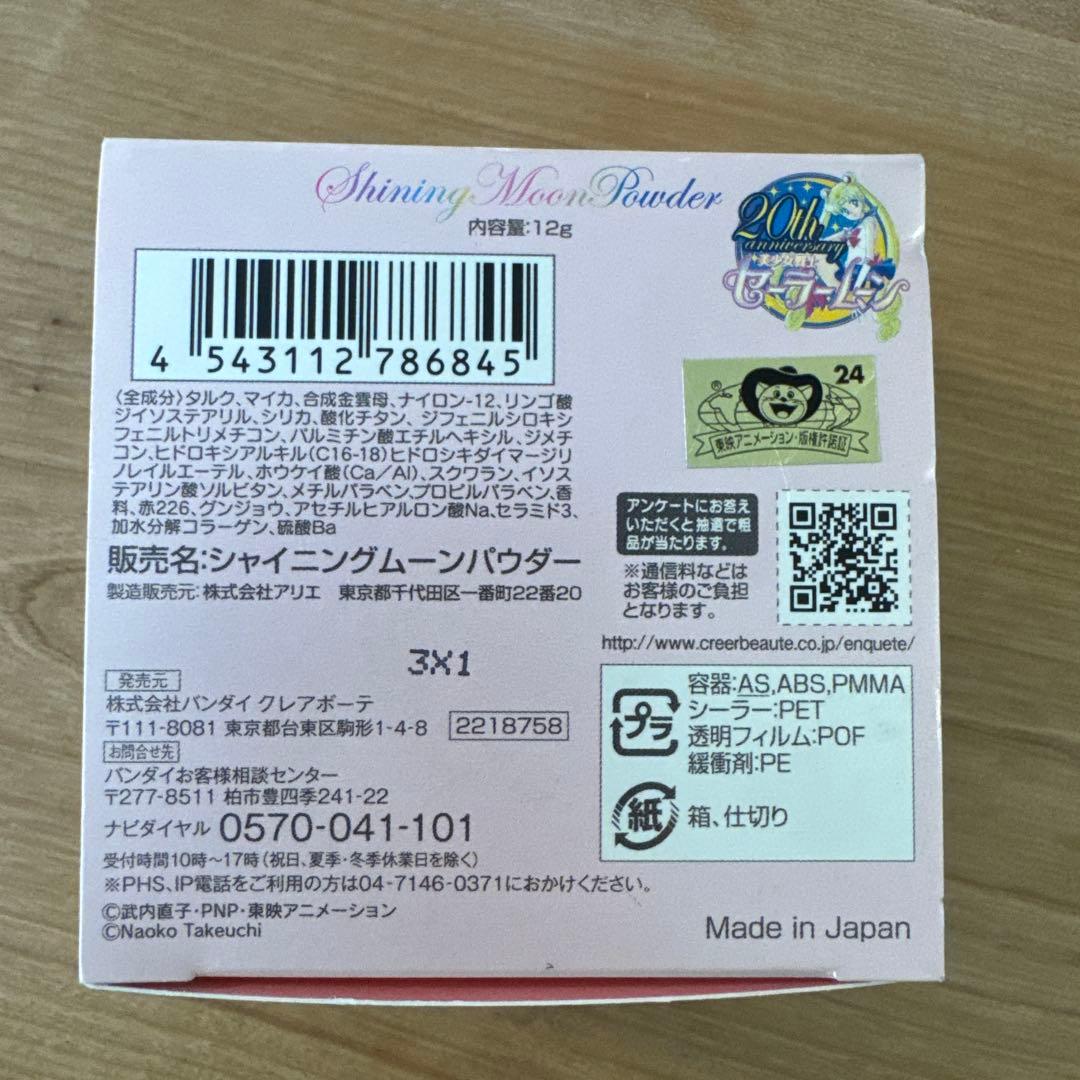 Shining Moon Powder
内容量:12g
20th
anniversary
美少女戦士
セーラームーン
4 543112 786845
24
東映アニメーション・版権許諾証
〈全成分〉タルク、マイカ、合成金雲母、ナイロン-12、リンゴ酸
ジイソステアリル、シリカ、酸化チタン、ジフェニルシロキシ
フェニルトリメチコン、パルミチン酸エチルヘキシル、ジメチ
コン、ヒドロキシアルキル(C16-18)ヒドロキシダイマージリ
ノレイルエーテル、ホウケイ酸(Ca/Al)、スクワラン、イソス
テアリン酸ソルビタン、メチルパラベン、プロピルパラベン、香
料、赤226、グンジョウ、アセチルヒアルロン酸Na、セラミド3、
加水分解コラーゲン、硫酸Ba
販売名:シャイニングムーンパウダー
製造販売元:株式会社アリエ 東京都千代田区一番町22番20
アンケートにお答え
いただくと抽選で粗
品が当たります。
※通信料などは
お客様のご負担
となります。
http://www.creerbeaute.co.jp/enquete/
3X1
発売元
株式会社バンダイ クレアボーテ
〒111-8081 東京都台東区駒形1-4-8 2218758
お問合せ先
バンダイお客様相談センター
〒277-8511 柏市豊四季241-22
ナビダイヤル 0570-041-101
受付時間10時～17時(祝日、夏季・冬季休業日を除く)
※PHS、IP電話をご利用の方は04-7146-0371におかけください。
©武内直子・PNP・東映アニメーション
©Naoko Takeuchi
プラ
容器:AS,ABS,PMMA
シーラー:PET
透明フィルム:POF
緩衝剤:PE
紙
箱、仕切り
Made in Japan